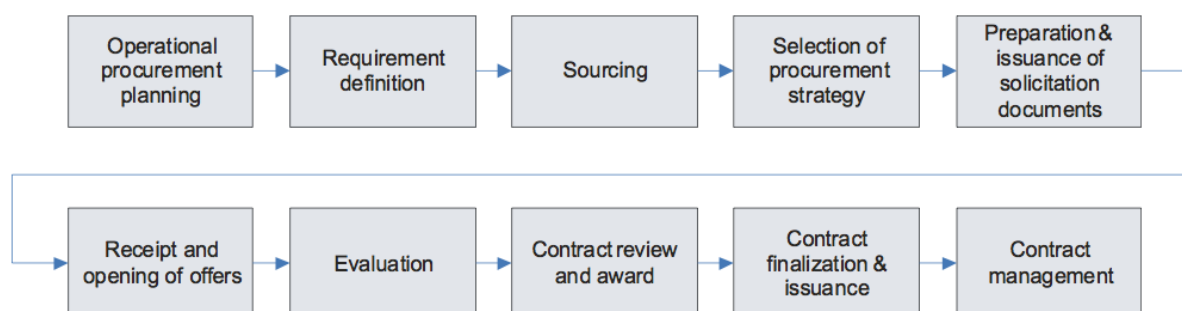 Operational
procurement
planning
Requirement
definition
Sourcing
Selection of
procurement
strategy
Preparation &
issuance of
solicitation
documents
Receipt and
opening of offers
Evaluation
Contract review
and award
Contract
finalization &
issuance
Contract
management